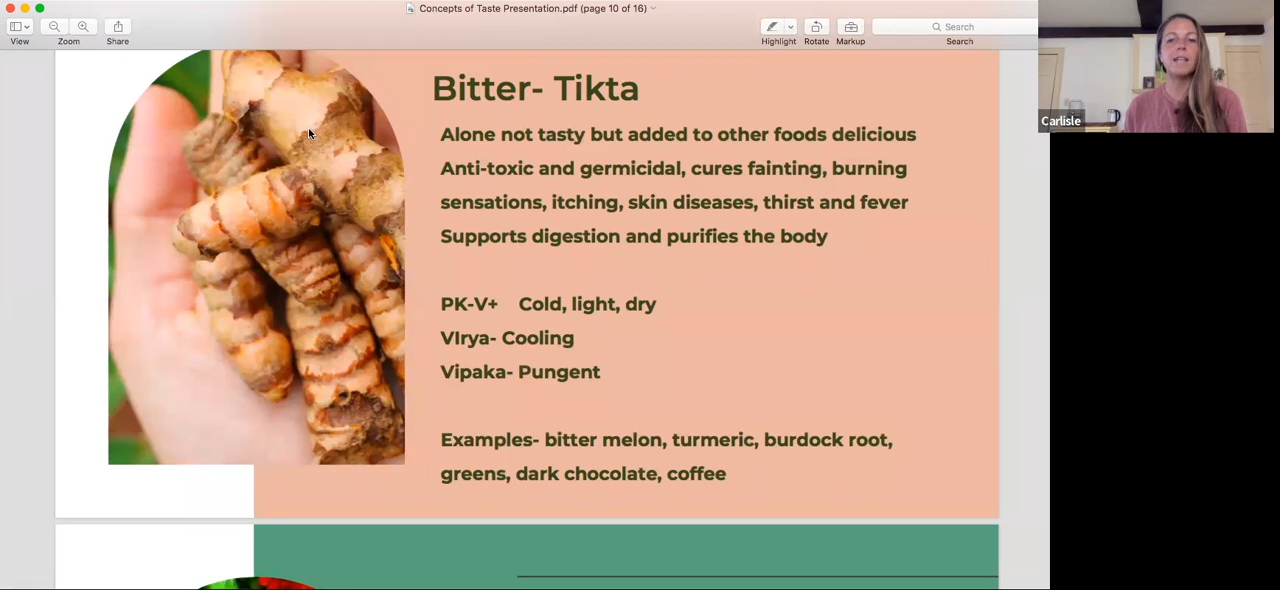 Concepts of Taste Presentation.pdf (page 10 of 16)
View
Zoom
Share
Highlight
Rotate
Markup
Search
Search
Carlisle
Bitter- Tikta
Alone not tasty but added to other foods delicious
Anti-toxic and germicidal, cures fainting, burning
sensations, itching, skin diseases, thirst and fever
Supports digestion and purifies the body
PK-V+ Cold, light, dry
VIrya- Cooling
Vipaka- Pungent
Examples- bitter melon, turmeric, burdock root,
greens, dark chocolate, coffee